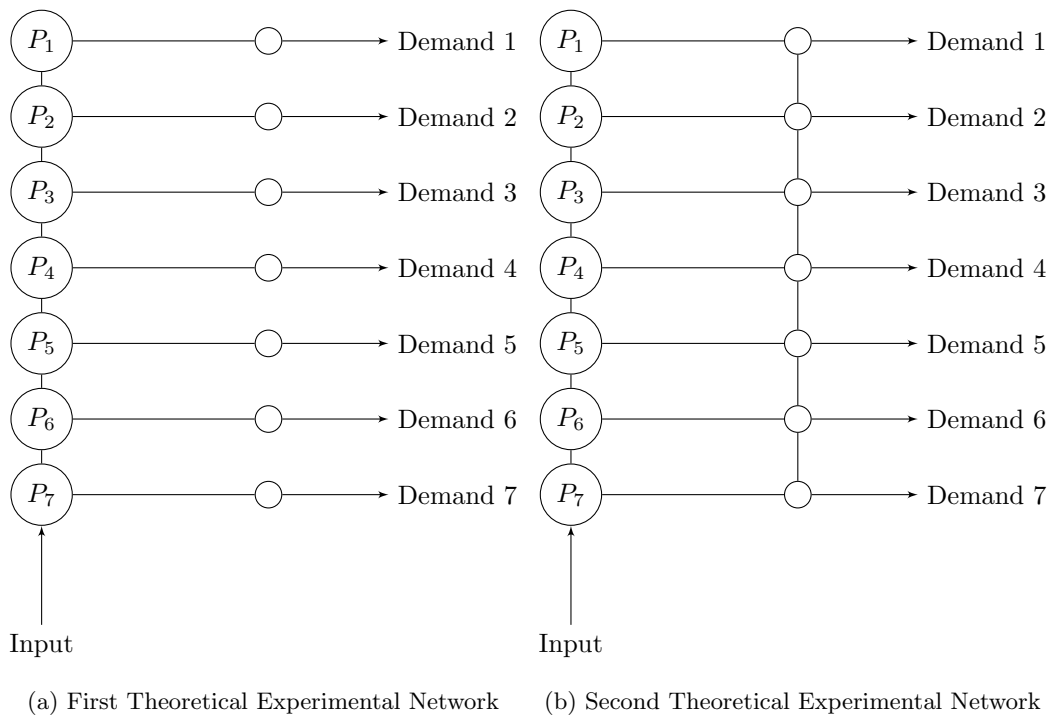 P1 Demand 1 P1 Demand 1
P2 Demand 2 P2 Demand 2
P3 Demand 3 P3 Demand 3
P4 Demand 4 P4 Demand 4
P5 Demand 5 P5 Demand 5
P6 Demand 6 P6 Demand 6
P7 Demand 7 P7 Demand 7
Input Input
(a) First Theoretical Experimental Network (b) Second Theoretical Experimental Network